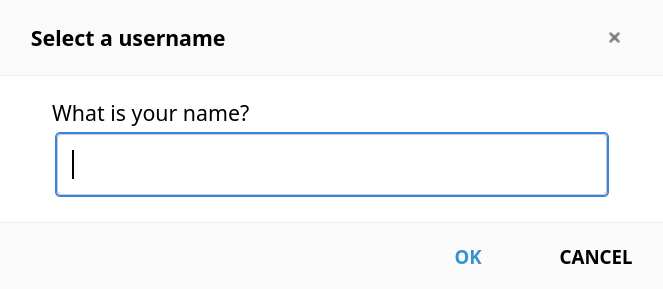 Select a username ×
What is your name?
OK CANCEL